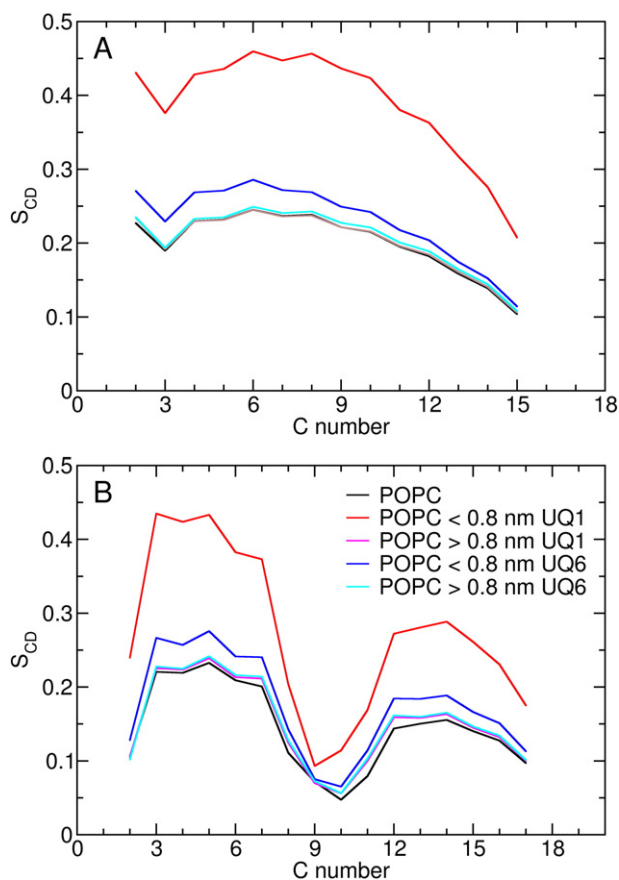 0.5
A
0.4
0.3
S_CD
0.2
0.1
0
0 3 6 9 12 15 18
C number
0.5
B
POPC
POPC < 0.8 nm UQ1
POPC > 0.8 nm UQ1
POPC < 0.8 nm UQ6
POPC > 0.8 nm UQ6
0.4
0.3
S_CD
0.2
0.1
0
0 3 6 9 12 15 18
C number